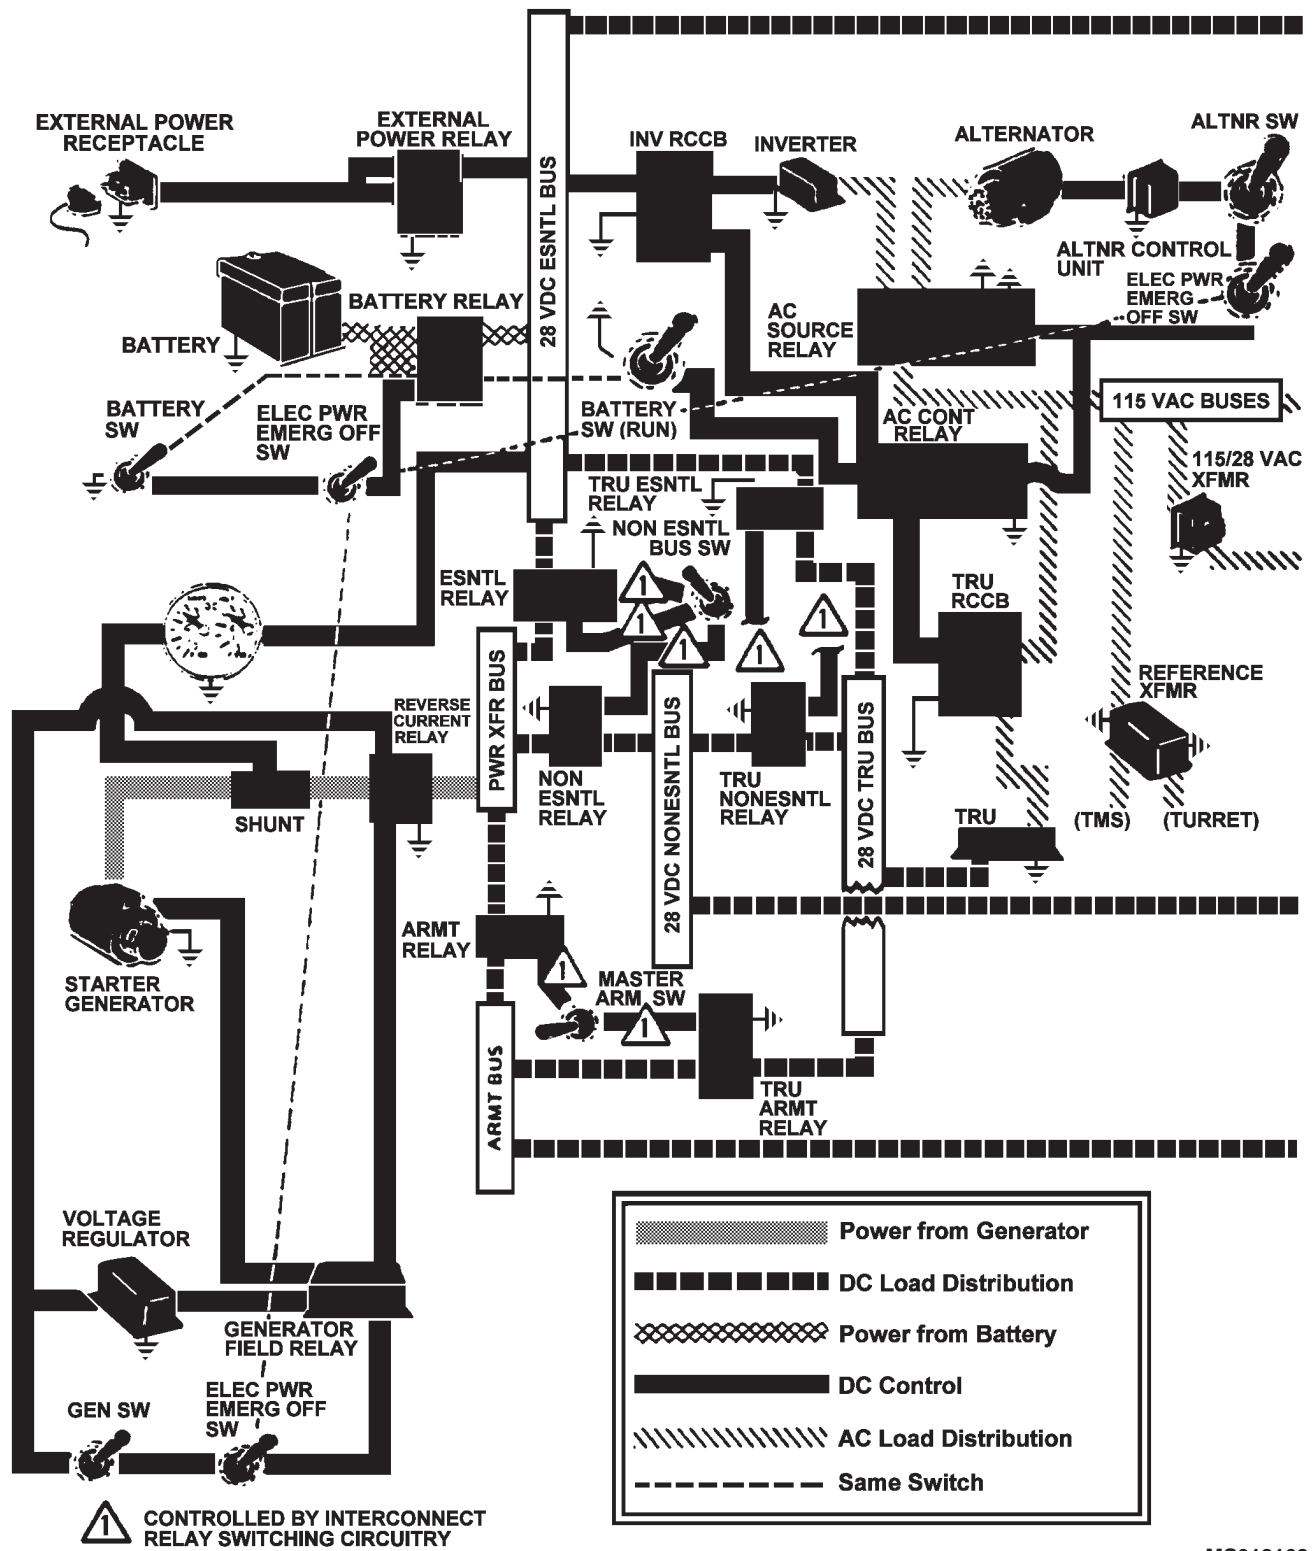 EXTERNAL POWER
RECEPTACLE
EXTERNAL
POWER RELAY
28 VDC ESNTL BUS
INV RCCB
INVERTER
ALTERNATOR
ALTNR SW
ALTNR CONTROL
UNIT
ELEC PWR
EMERG
OFF SW
BATTERY RELAY
BATTERY
AC
SOURCE
RELAY
BATTERY
SW
ELEC PWR
EMERG OFF
SW
BATTERY
SW (RUN)
AC CONT
RELAY
115 VAC BUSES
115/28 VAC
XFMR
TRU ESNTL
RELAY
NON ESNTL
BUS SW
ESNTL
RELAY
1
1
1
1
1
TRU
RCCB
REFERENCE
XFMR
REVERSE
CURRENT
RELAY
PWR XFR BUS
NON
ESNTL
RELAY
28 VDC NONESNTL BUS
TRU
NONESNTL
RELAY
28 VDC TRU BUS
SHUNT
TRU
(TMS)
(TURRET)
STARTER
GENERATOR
ARMT
RELAY
1
MASTER
ARM SW
1
ARMT BUS
TRU
ARMT
RELAY
VOLTAGE
REGULATOR
GENERATOR
FIELD RELAY
GEN SW
ELEC PWR
EMERG OFF
SW
Power from Generator
DC Load Distribution
Power from Battery
DC Control
AC Load Distribution
Same Switch
1 CONTROLLED BY INTERCONNECT
RELAY SWITCHING CIRCUITRY